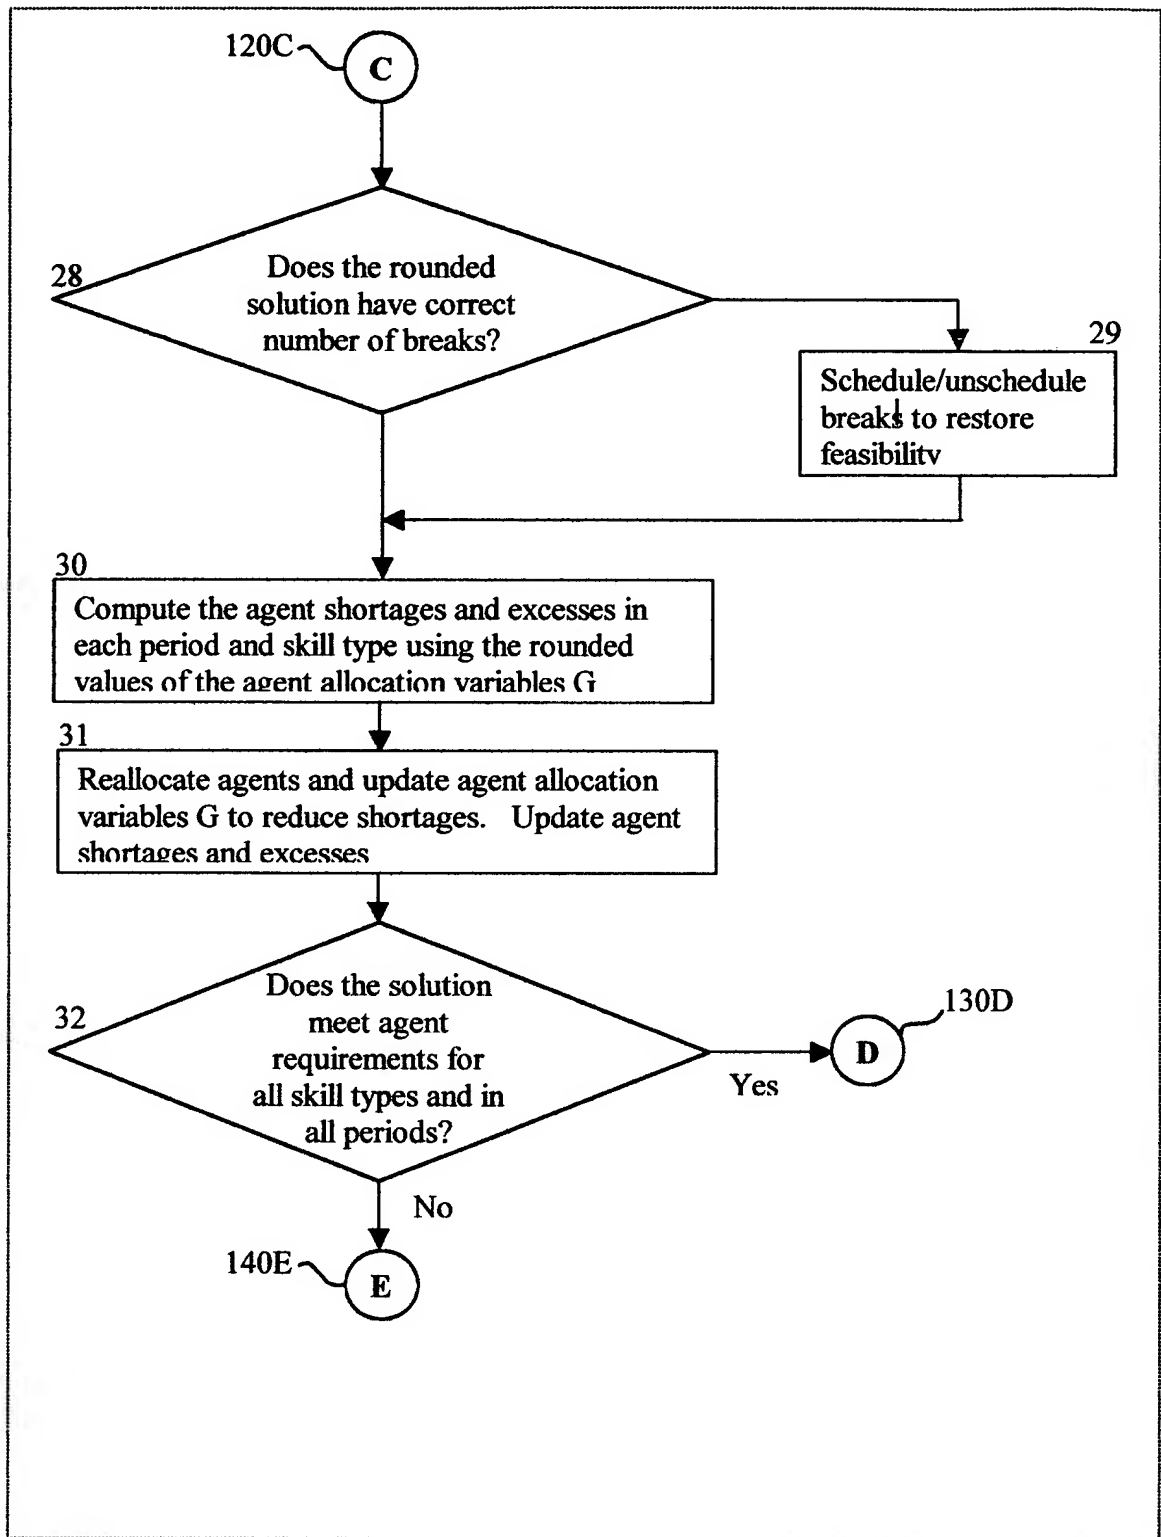 120C
C
28
Does the rounded
solution have correct
number of breaks?
29
Schedule/unschedule
breaks to restore
feasibility
30
Compute the agent shortages and excesses in
each period and skill type using the rounded
values of the agent allocation variables G
31
Reallocate agents and update agent allocation
variables G to reduce shortages. Update agent
shortages and excesses
32
Does the solution
meet agent
requirements for
all skill types and in
all periods?
130D
D
Yes
No
140E
E